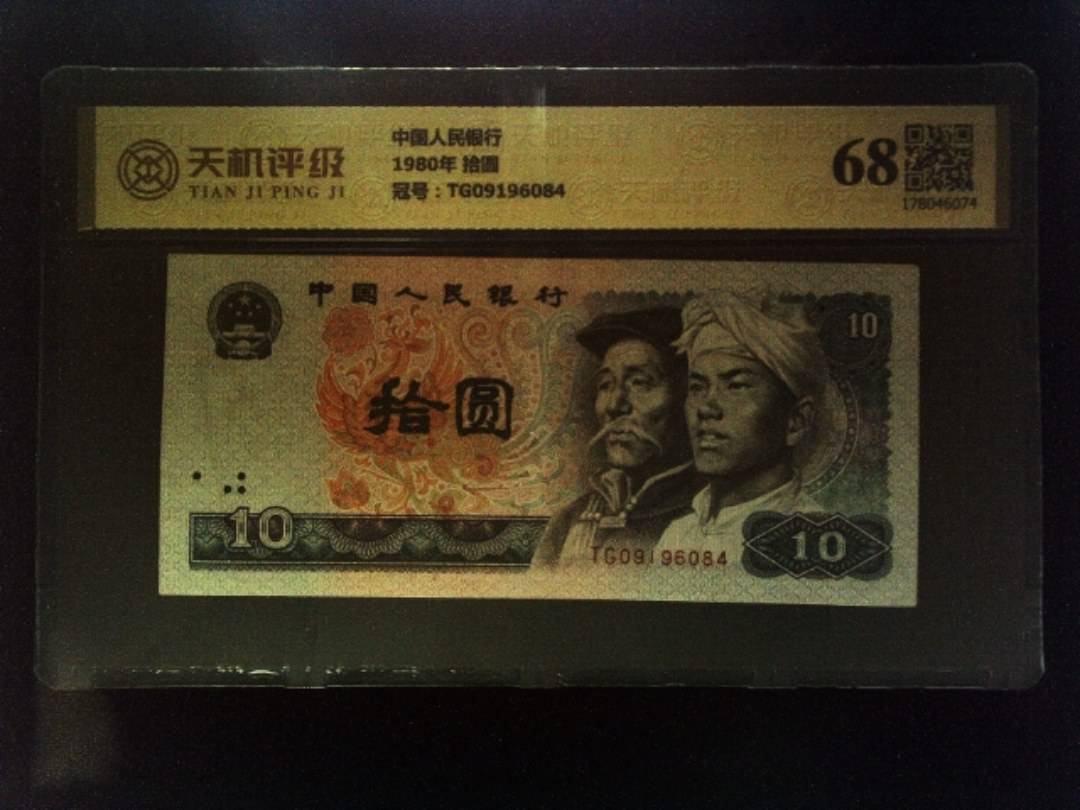 天机评级
TIAN JI PING JI
中国人民银行
1980年 拾圆
冠号：TG09196084
68
178046074
中国人民银行
10
拾圆
10
TG09196084
10